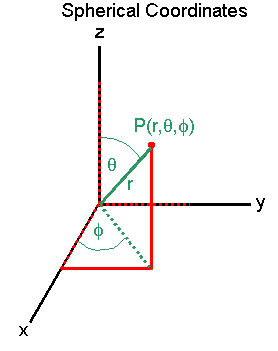 Spherical Coordinates
z
P(r,θ,ϕ)
θ
r
y
ϕ
x